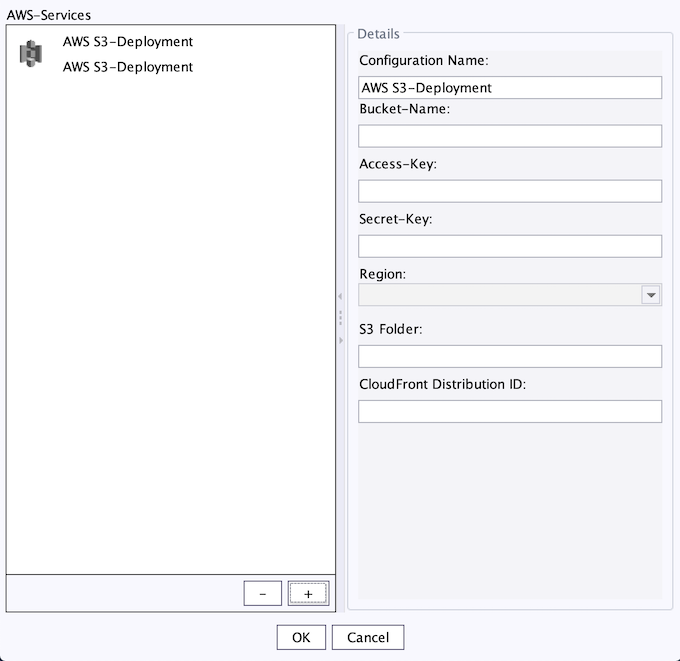 AWS-Services
AWS S3-Deployment
AWS S3-Deployment
- +
Details
Configuration Name:
AWS S3-Deployment
Bucket-Name:
Access-Key:
Secret-Key:
Region:
S3 Folder:
CloudFront Distribution ID:
OK Cancel